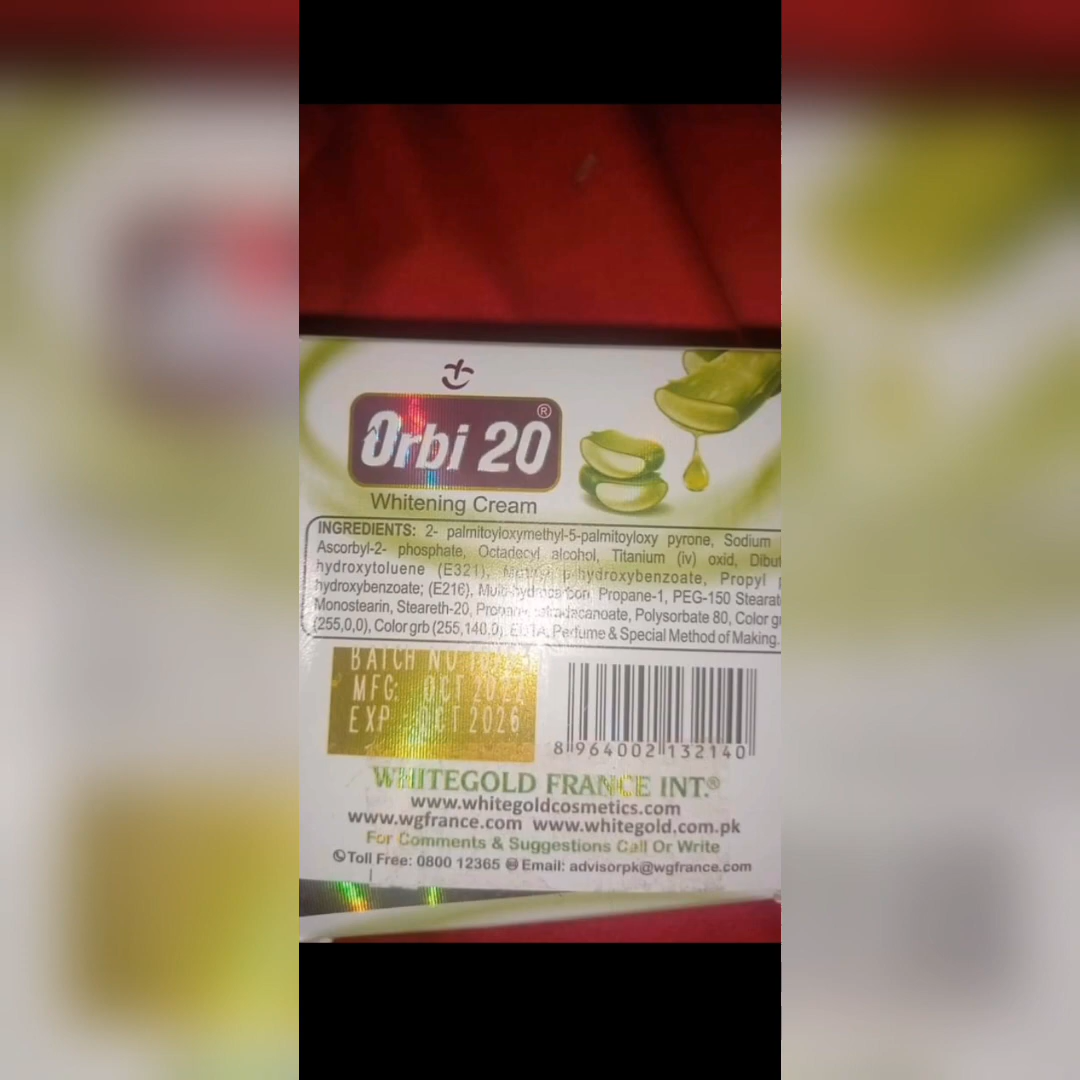 Orbi 20®
Whitening Cream
INGREDIENTS: 2- palmitoyloxymethyl-5-palmitoyloxy pyrone, Sodium
Ascorbyl-2- phosphate, Octadecyl alcohol, Titanium (iv) oxid, Dibut
hydroxytoluene (E321), p-hydroxybenzoate, Propyl
hydroxybenzoate; (E216), Propane-1, PEG-150 Stearat
Monostearin, Steareth-20, Polysorbate 80, Color g
(255,0,0), Color grb (255,140,0), EDTA, Perfume & Special Method of Making.
BATCH NO
MFG: OCT
EXP OCT 2026
8 964002 132140
WHITEGOLD FRANCE INT.®
www.whitegoldcosmetics.com
www.wgfrance.com www.whitegold.com.pk
For Comments & Suggestions Call Or Write
Toll Free: 0800 12365 Email: advisorpk@wgfrance.com